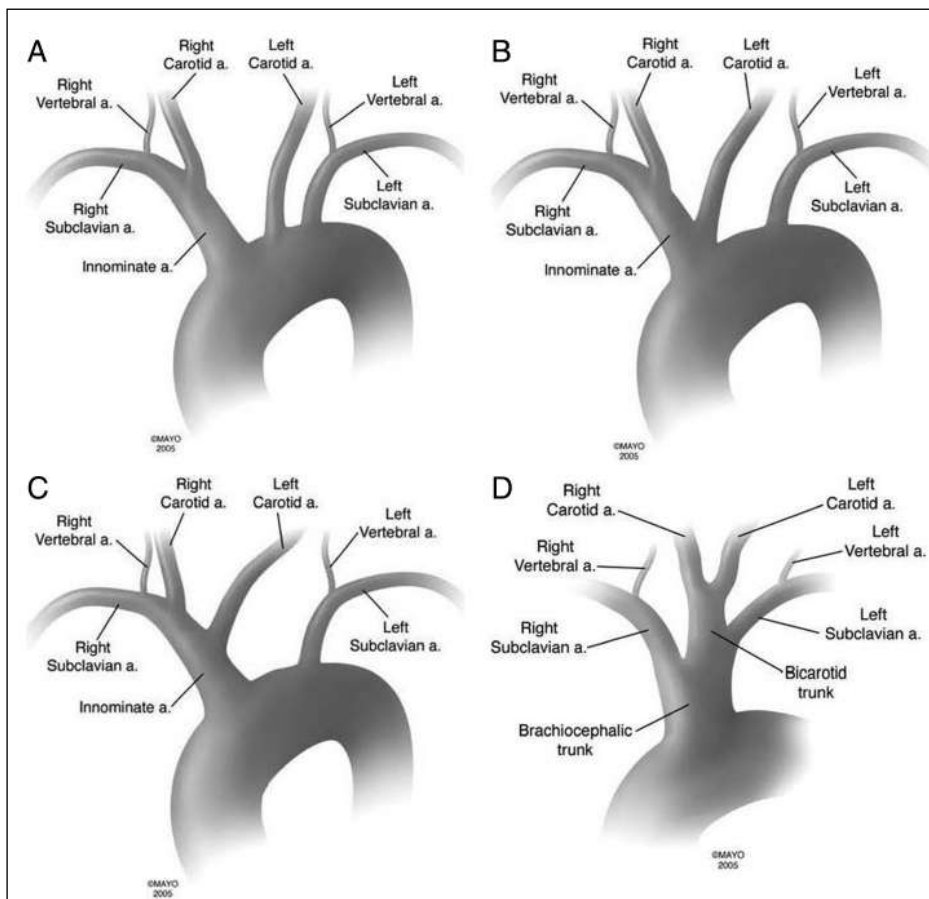 A
Right
Carotid a.
Left
Carotid a.
Right
Vertebral a.
Left
Vertebral a.
Left
Subclavian a.
Right
Subclavian a.
Innominate a.
©MAYO
2005
B
Right
Carotid a.
Left
Carotid a.
Right
Vertebral a.
Left
Vertebral a.
Left
Subclavian a.
Right
Subclavian a.
Innominate a.
©MAYO
2005
C
Right
Carotid a.
Left
Carotid a.
Right
Vertebral a.
Left
Vertebral a.
Left
Subclavian a.
Right
Subclavian a.
Innominate a.
©MAYO
2005
D
Right
Carotid a.
Left
Carotid a.
Right
Vertebral a.
Left
Vertebral a.
Right
Subclavian a.
Left
Subclavian a.
Bicarotid
trunk
Brachiocephalic
trunk
©MAYO
2005